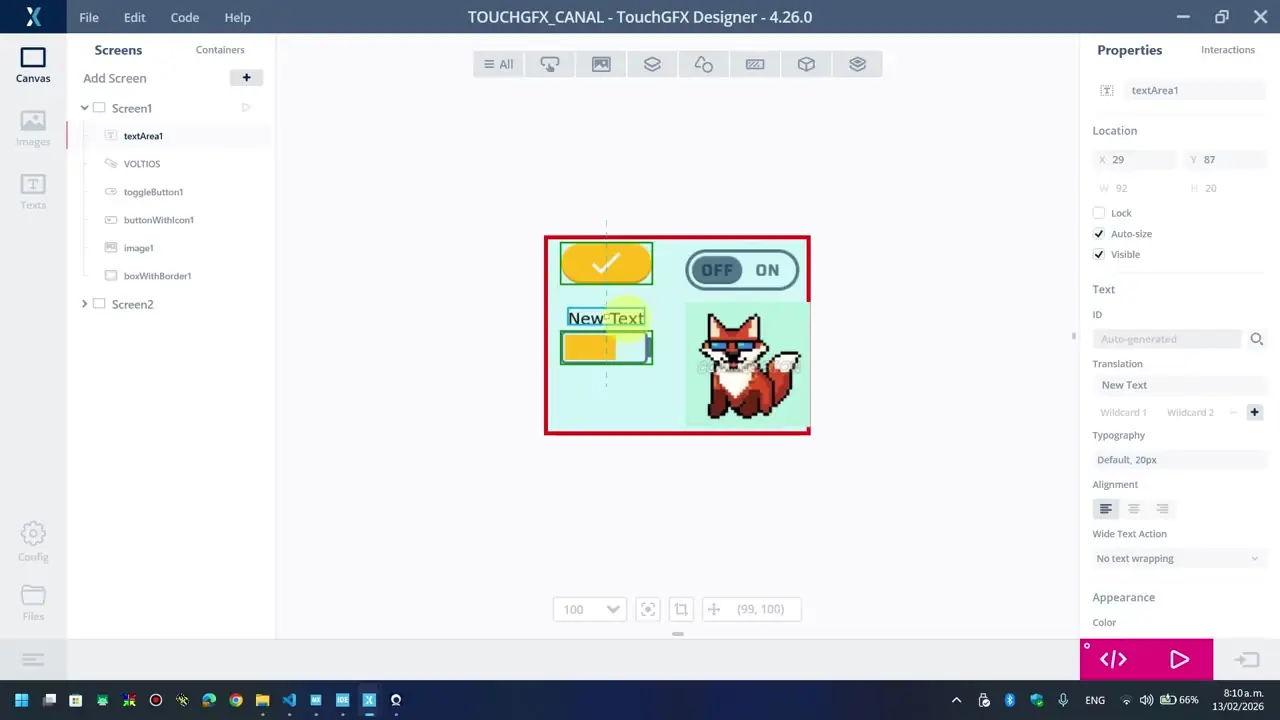 File Edit Code Help
TOUCHGFX_CANAL - TouchGFX Designer - 4.26.0
Canvas
Images
Texts
Config
Files
Screens Containers
Add Screen +
Screen1
textArea1
VOLTIOS
toggleButton1
buttonWithIcon1
image1
boxWithBorder1
Screen2
All
OFF ON
New Text
100
(99, 100)
Properties Interactions
textArea1
Location
X 29 Y 87
W 92 H 20
Lock
Auto-size
Visible
Text
ID
Auto-generated
Translation
New Text
Wildcard 1 Wildcard 2
Typography
Default, 20px
Alignment
Wide Text Action
No text wrapping
Appearance
Color
ENG 66% 8:10 a. m.
13/02/2026